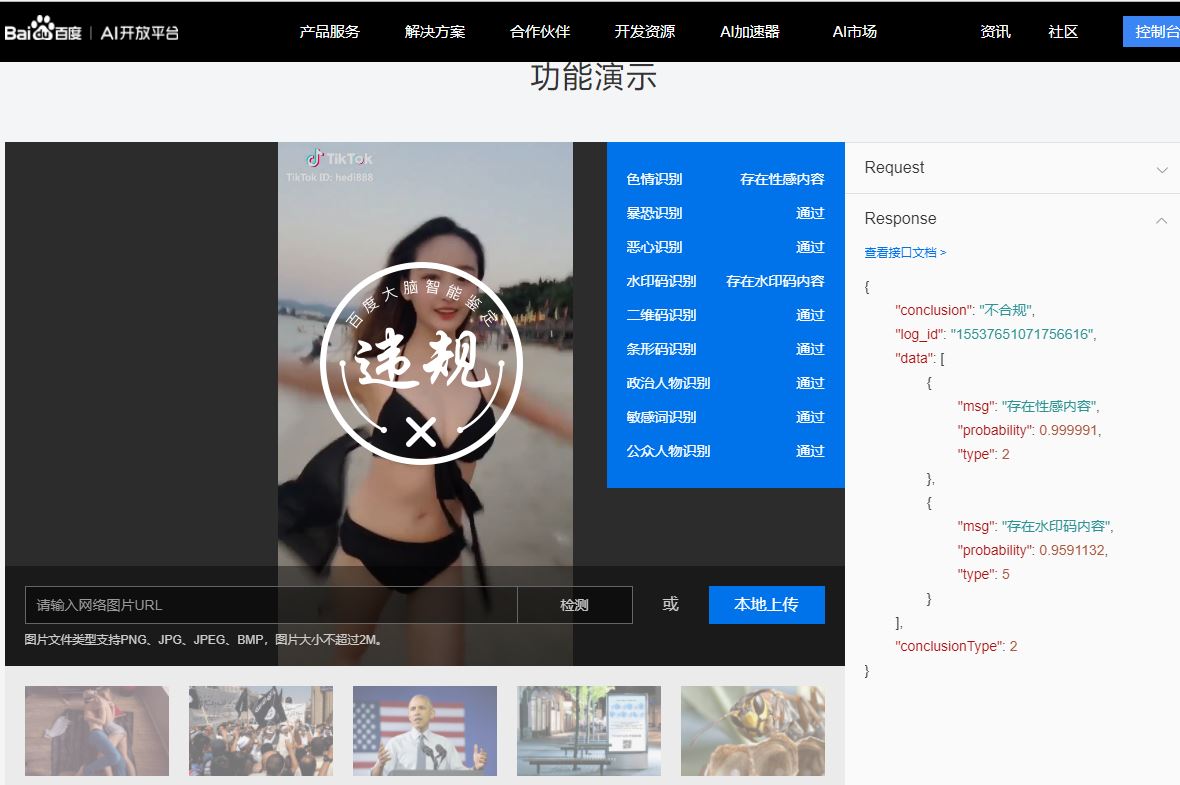 Bai百度 | AI开放平台
产品服务 解决方案 合作伙伴 开发资源 AI加速器 AI市场 资讯 社区 控制台
功能演示
TikTok
TikTok ID: hedi888
百度大脑智能鉴定
违规
色情识别 存在性感内容
暴恐识别 通过
恶心识别 通过
水印码识别 存在水印码内容
二维码识别 通过
条形码识别 通过
政治人物识别 通过
敏感词识别 通过
公众人物识别 通过
请输入网络图片URL 检测 或 本地上传
图片文件类型支持PNG、JPG、JPEG、BMP，图片大小不超过2M。
Request
Response
查看接口文档 >
{
"conclusion": "不合规",
"log_id": "15537651071756616",
"data": [
{
"msg": "存在性感内容",
"probability": 0.999991,
"type": 2
},
{
"msg": "存在水印码内容",
"probability": 0.9591132,
"type": 5
}
],
"conclusionType": 2
}